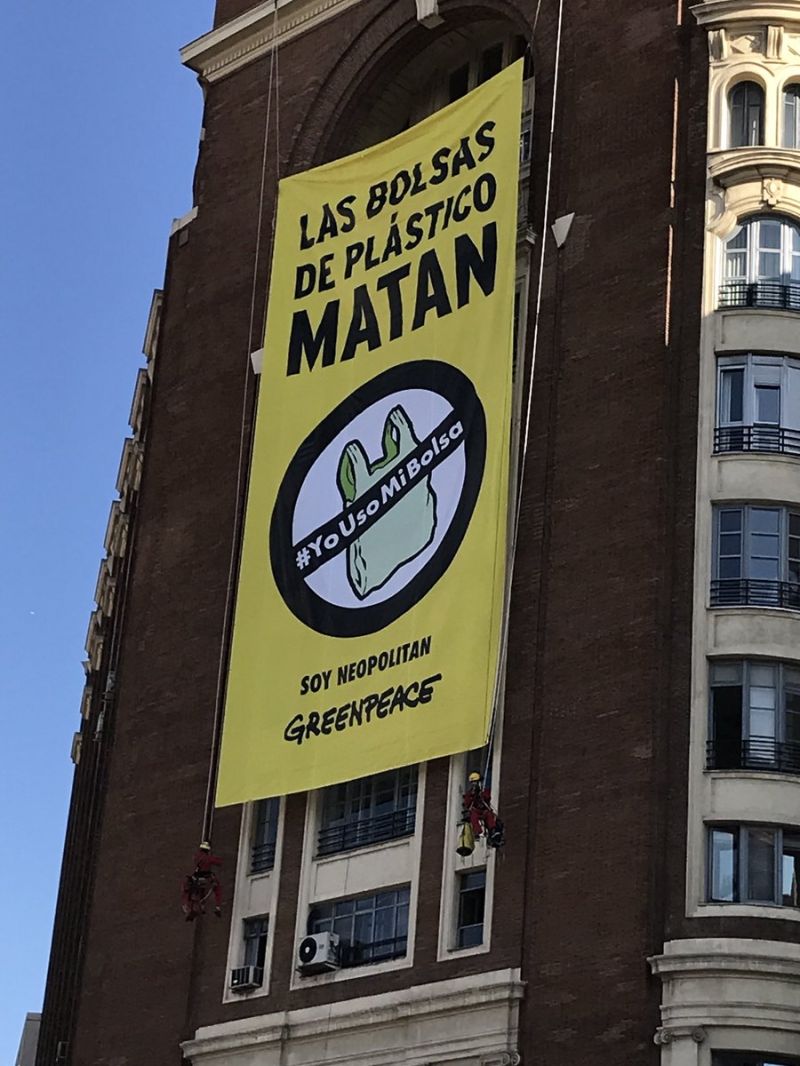 LAS BOLSAS
DE PLÁSTICO
MATAN
#YoUsoMiBolsa
SOY NEOPOLITAN
GREENPEACE